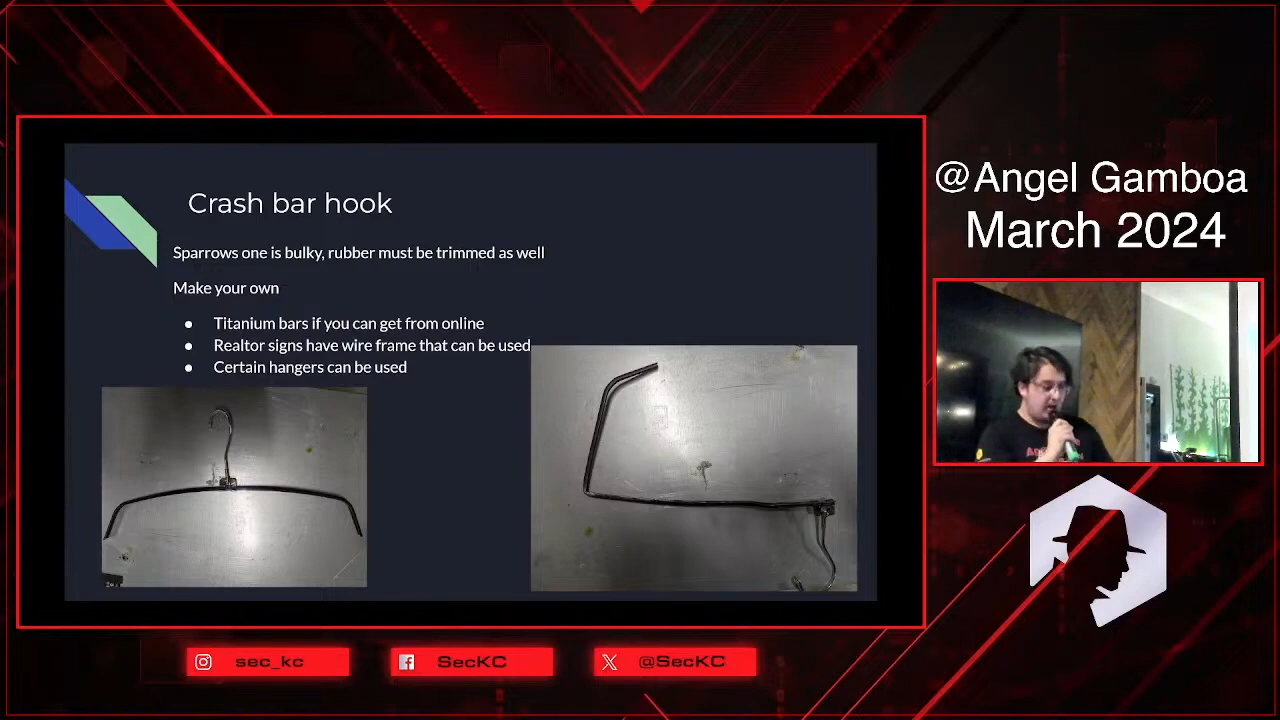 Crash bar hook
Sparrows one is bulky, rubber must be trimmed as well
Make your own
● Titanium bars if you can get from online
● Realtor signs have wire frame that can be used
● Certain hangers can be used
@Angel Gamboa
March 2024
sec_kc
SecKC
@SecKC